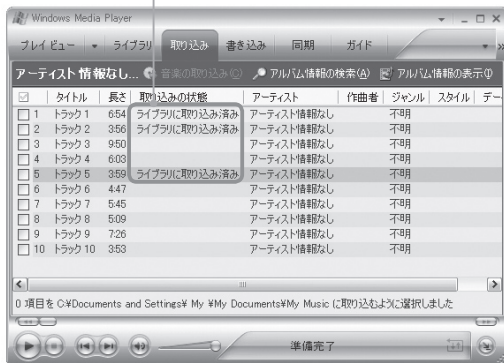 Windows Media Player
プレイ ビュー ライブラリ 取り込み 書き込み 同期 ガイド
アーティスト情報なし... 音楽の取り込み(C) アルバム情報の検索(A) アルバム情報の表示(I)
タイトル 長さ 取り込みの状態 アーティスト 作曲者 ジャンル スタイル デー
1 トラック 1 6:54 ライブラリに取り込み済み アーティスト情報なし 不明
2 トラック 2 3:56 ライブラリに取り込み済み アーティスト情報なし 不明
3 トラック 3 9:50 アーティスト情報なし 不明
4 トラック 4 6:03 アーティスト情報なし 不明
5 トラック 5 3:59 ライブラリに取り込み済み アーティスト情報なし 不明
6 トラック 6 4:47 アーティスト情報なし 不明
7 トラック 7 5:45 アーティスト情報なし 不明
8 トラック 8 5:09 アーティスト情報なし 不明
9 トラック 9 7:26 アーティスト情報なし 不明
10 トラック 10 3:53 アーティスト情報なし 不明
0 項目を C:¥Documents and Settings¥ My ¥My Documents¥My Music に取り込むように選択しました
準備完了